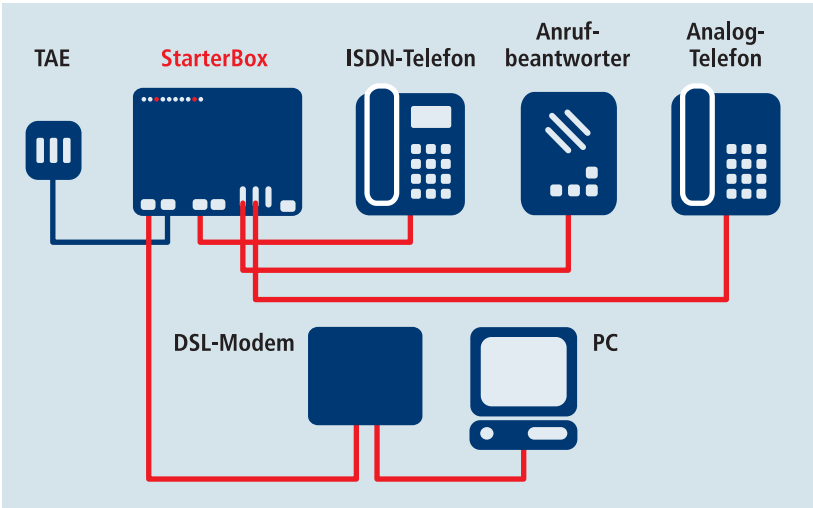 TAE
StarterBox
ISDN-Telefon
Anruf-
beantworter
Analog-
Telefon
DSL-Modem
PC